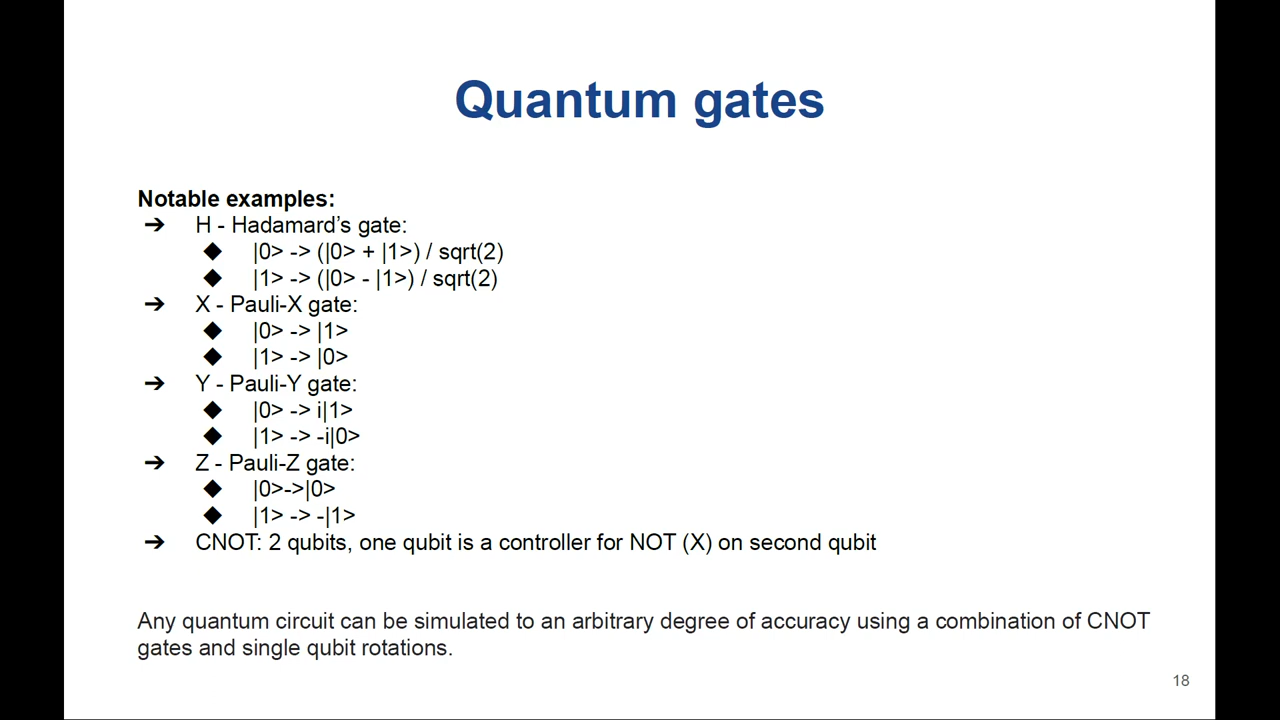 Quantum gates
Notable examples:
➔ H - Hadamard’s gate:
◆ |0> -> (|0> + |1>) / sqrt(2)
◆ |1> -> (|0> - |1>) / sqrt(2)
➔ X - Pauli-X gate:
◆ |0> -> |1>
◆ |1> -> |0>
➔ Y - Pauli-Y gate:
◆ |0> -> i|1>
◆ |1> -> -i|0>
➔ Z - Pauli-Z gate:
◆ |0>->|0>
◆ |1> -> -|1>
➔ CNOT: 2 qubits, one qubit is a controller for NOT (X) on second qubit
Any quantum circuit can be simulated to an arbitrary degree of accuracy using a combination of CNOT
gates and single qubit rotations.
18